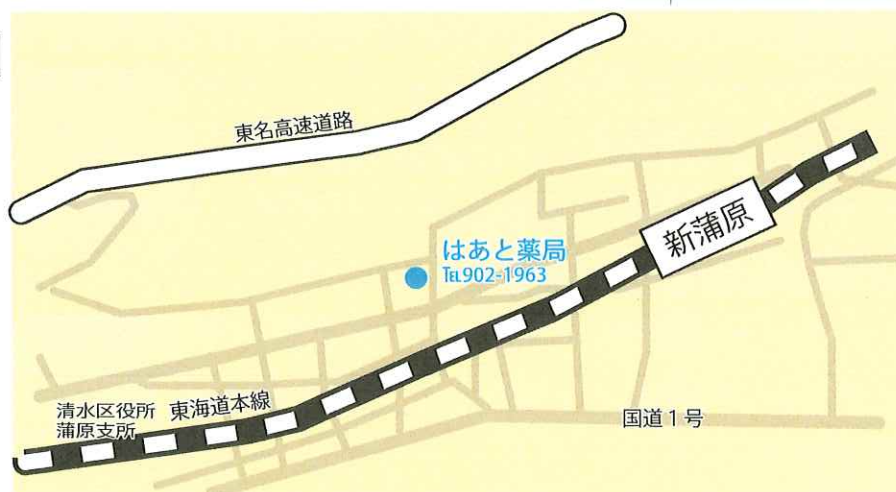 東名高速道路
新蒲原
はあと薬局
℡902-1963
清水区役所
蒲原支所
東海道本線
国道1号